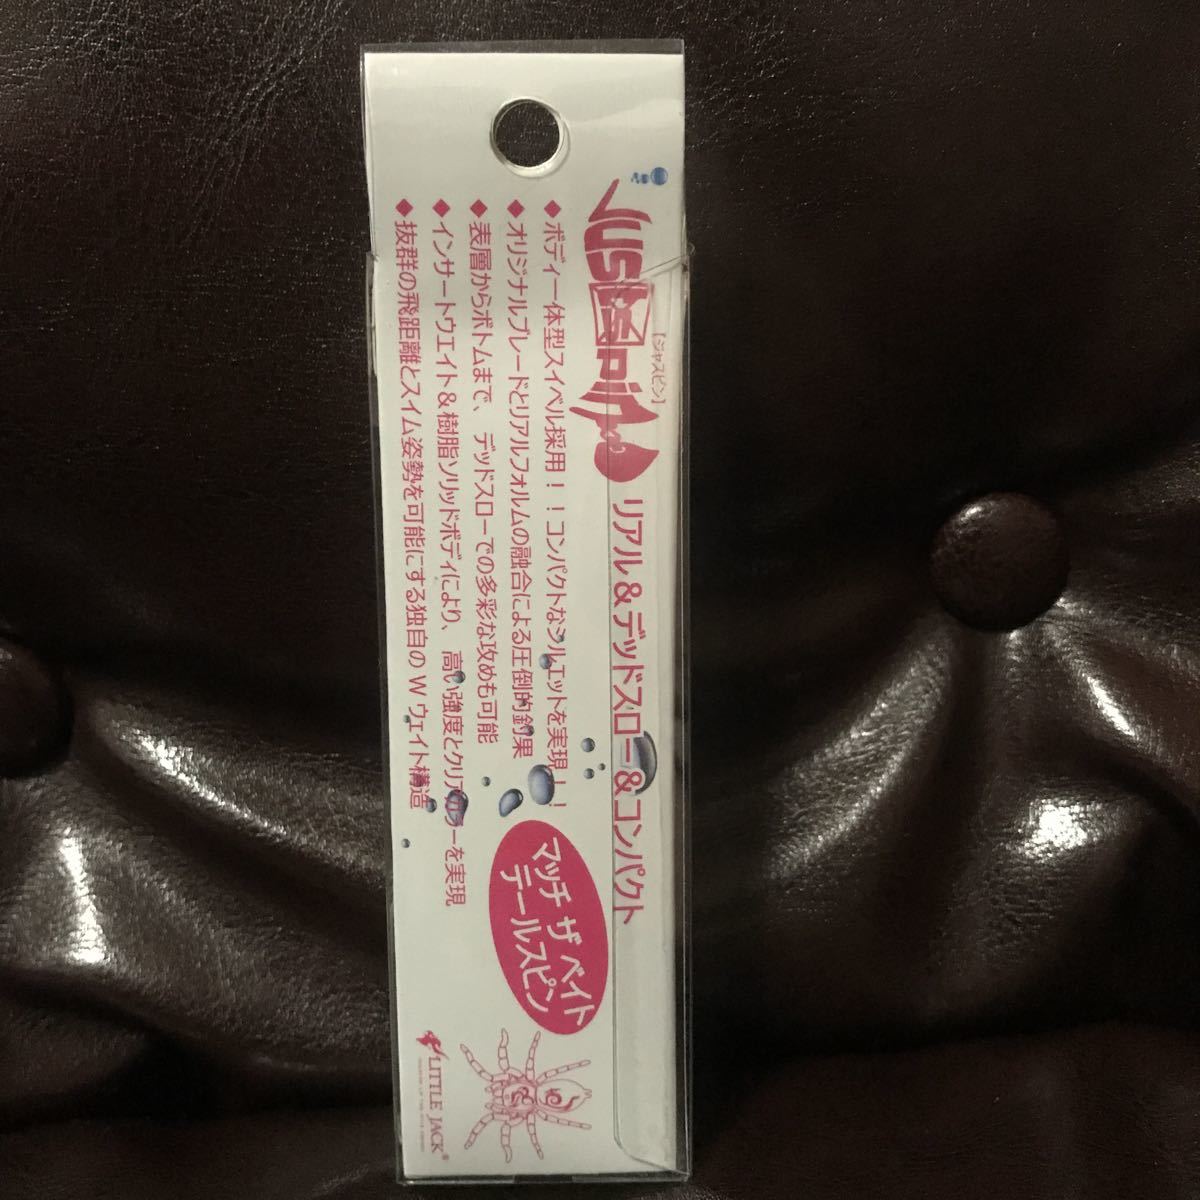 Justspin
【ジャスピン】
リアル&デッドスロー&コンパクト
◆ボディー体型スイベル採用!!コンパクトなシルエットを実現!!
◆オリジナルブレードとリアルフォルムの融合による圧倒的釣果
◆表層からボトムまで、デッドスローでの多彩な攻めも可能
◆インサートウエイト&樹脂ソリッドボディにより、高い強度とクリアカラーを実現
◆抜群の飛距離とスイム姿勢を可能にする独自のWウェイト構造
マッチ ザ ベイト
テールスピン
LITTLE JACK®